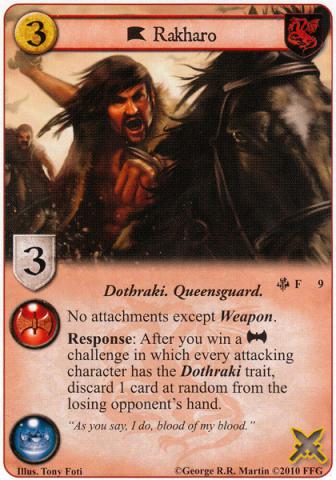 3
Rakharo
3
Dothraki. Queensguard.
F 9
No attachments except Weapon.
Response: After you win a
challenge in which every attacking
character has the Dothraki trait,
discard 1 card at random from the
losing opponent's hand.
"As you say, I do, blood of my blood."
Illus. Tony Foti
©George R.R. Martin ©2010 FFG